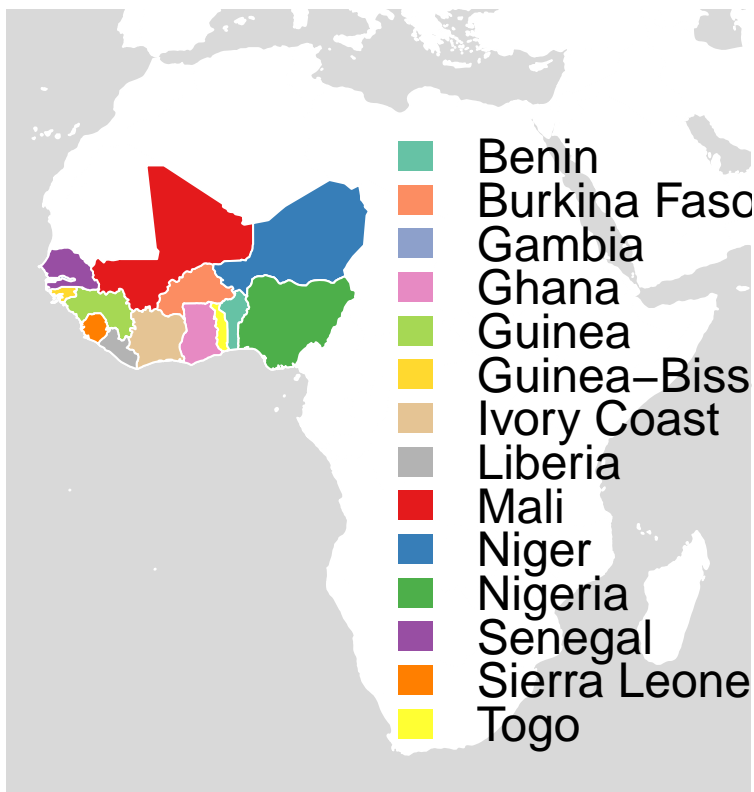 Benin
Burkina Faso
Gambia
Ghana
Guinea
Guinea−Biss
Ivory Coast
Liberia
Mali
Niger
Nigeria
Senegal
Sierra Leone
Togo